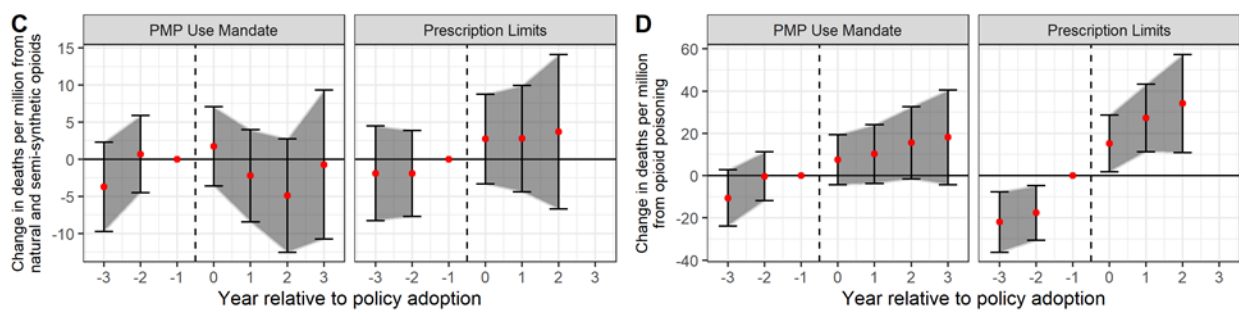 C
PMP Use Mandate
Prescription Limits
Change in deaths per million from
natural and semi-synthetic opioids
15
10
5
0
-5
-10
-3 -2 -1 0 1 2 3
-3 -2 -1 0 1 2 3
Year relative to policy adoption
D
PMP Use Mandate
Prescription Limits
Change in deaths per million
from opioid poisoning
60
40
20
0
-20
-40
-3 -2 -1 0 1 2 3
-3 -2 -1 0 1 2 3
Year relative to policy adoption